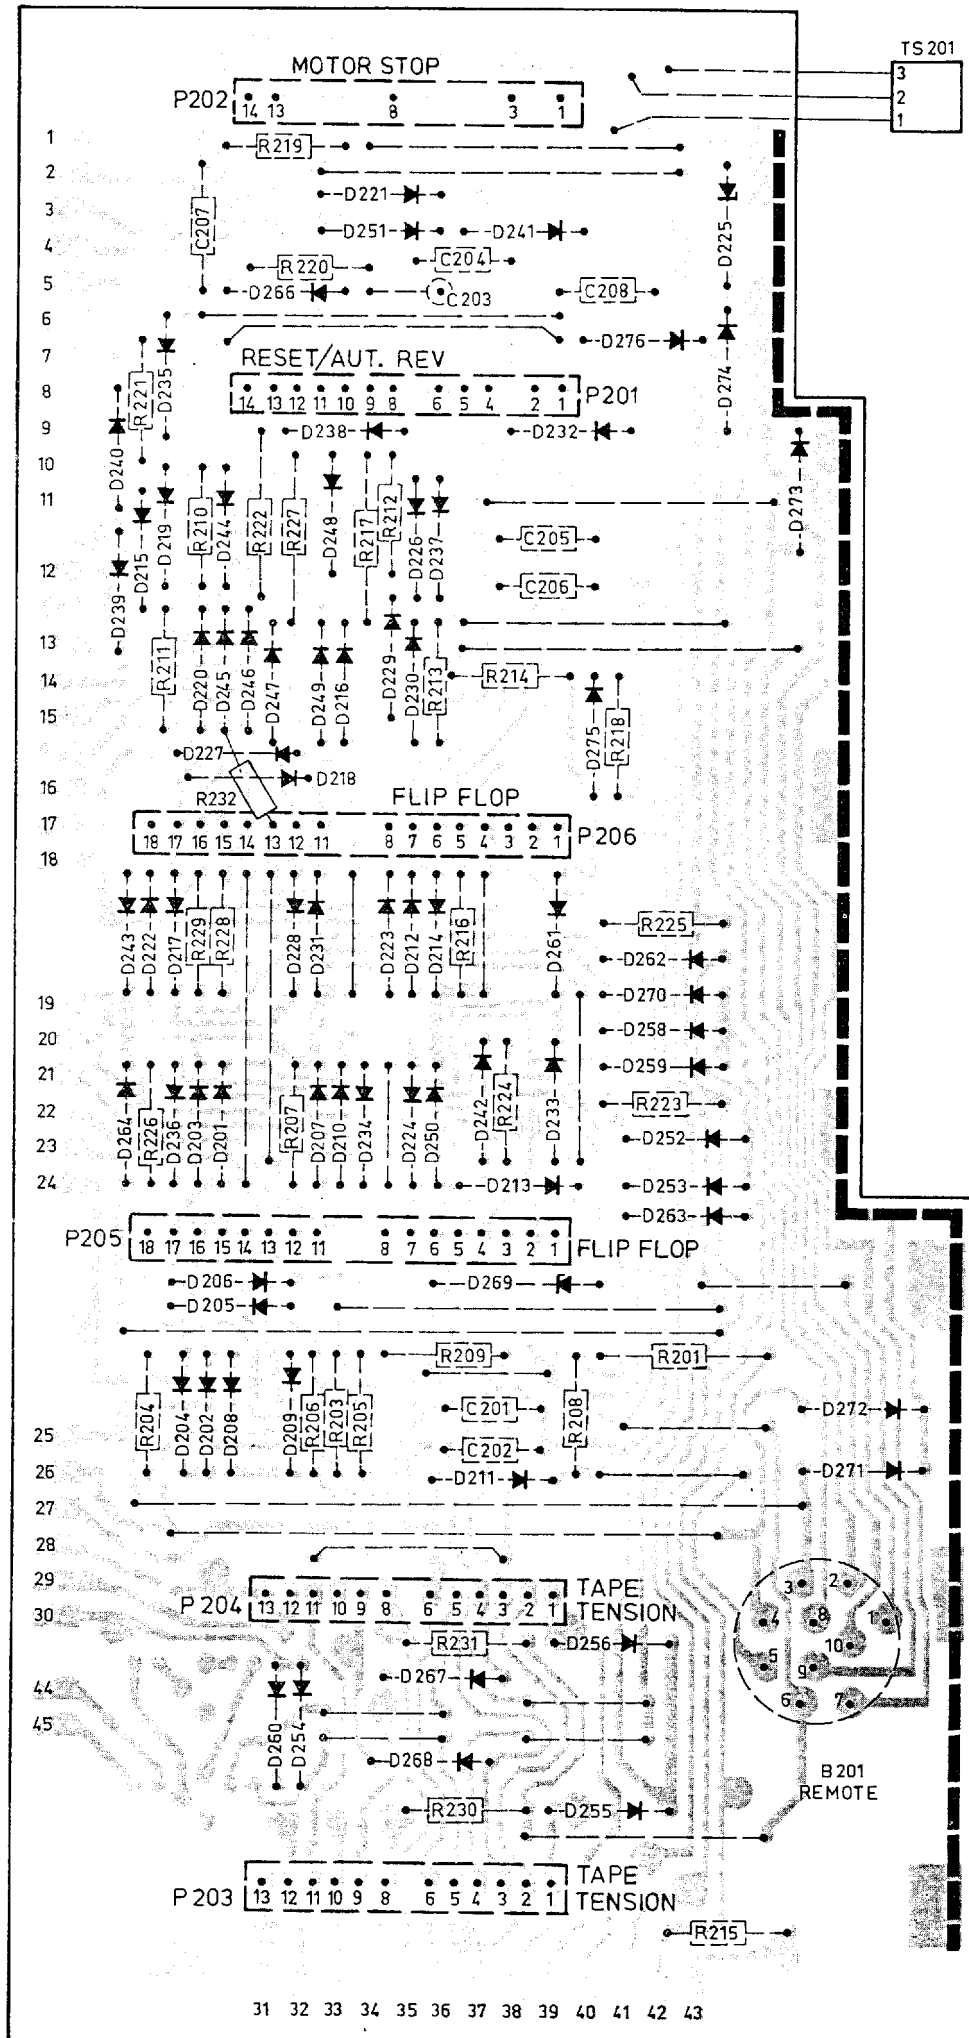 TS 201
3
2
1
MOTOR STOP
P202
14 13 8 3 1
1
R219
2
D221
3
C207
D251 D241
D225
4
C204
R220
5
D266 C203 C208
6
D276
7
D235
R221
D274
RESET/AUT. REV
8
14 13 12 11 10 9 8 6 5 4 2 1
P201
9
D238 D232
D240
10
D273
11
D215 D219 R210 D244 R222 R227 D248 R217 R212 D226 D237
C205
12
C206
D239
13
R211 D220 D245 D246 D247 D249 D216 D229 D230 R213
14
R214
15
D275 R218
D227
16
D218
R232
FLIP FLOP
17
18 17 16 15 14 13 12 11 8 7 6 5 4 3 2 1
P206
18
D243 D222 D217 R229 R228 D228 D231 D223 D212 D214 R216 D261
R225
D262
19
D270
20
D258
21
D259
22
R223
D264 R226 D236 D203 D201 R207 D207 D210 D234 D224 D250 D242 R224 D233
23
D252
24
D213 D253
D263
P205
18 17 16 15 14 13 12 11 8 7 6 5 4 3 2 1
FLIP FLOP
D206 D269
D205
R209 R201
R204 D204 D202 D208 D209 R206 R203 R205
C201
R208
D272
25
C202
26
D211 D271
27
28
29
TAPE
TENSION
P204
13 12 11 10 9 8 6 5 4 3 2 1
30
3 2
4 8 1
10
5 9
6 7
R231 D256
D267
44
45
D260 D254
D268
B201
REMOTE
R230 D255
TAPE
TENSION
P203
13 12 11 10 9 8 6 5 4 3 2 1
R215
31 32 33 34 35 36 37 38 39 40 41 42 43